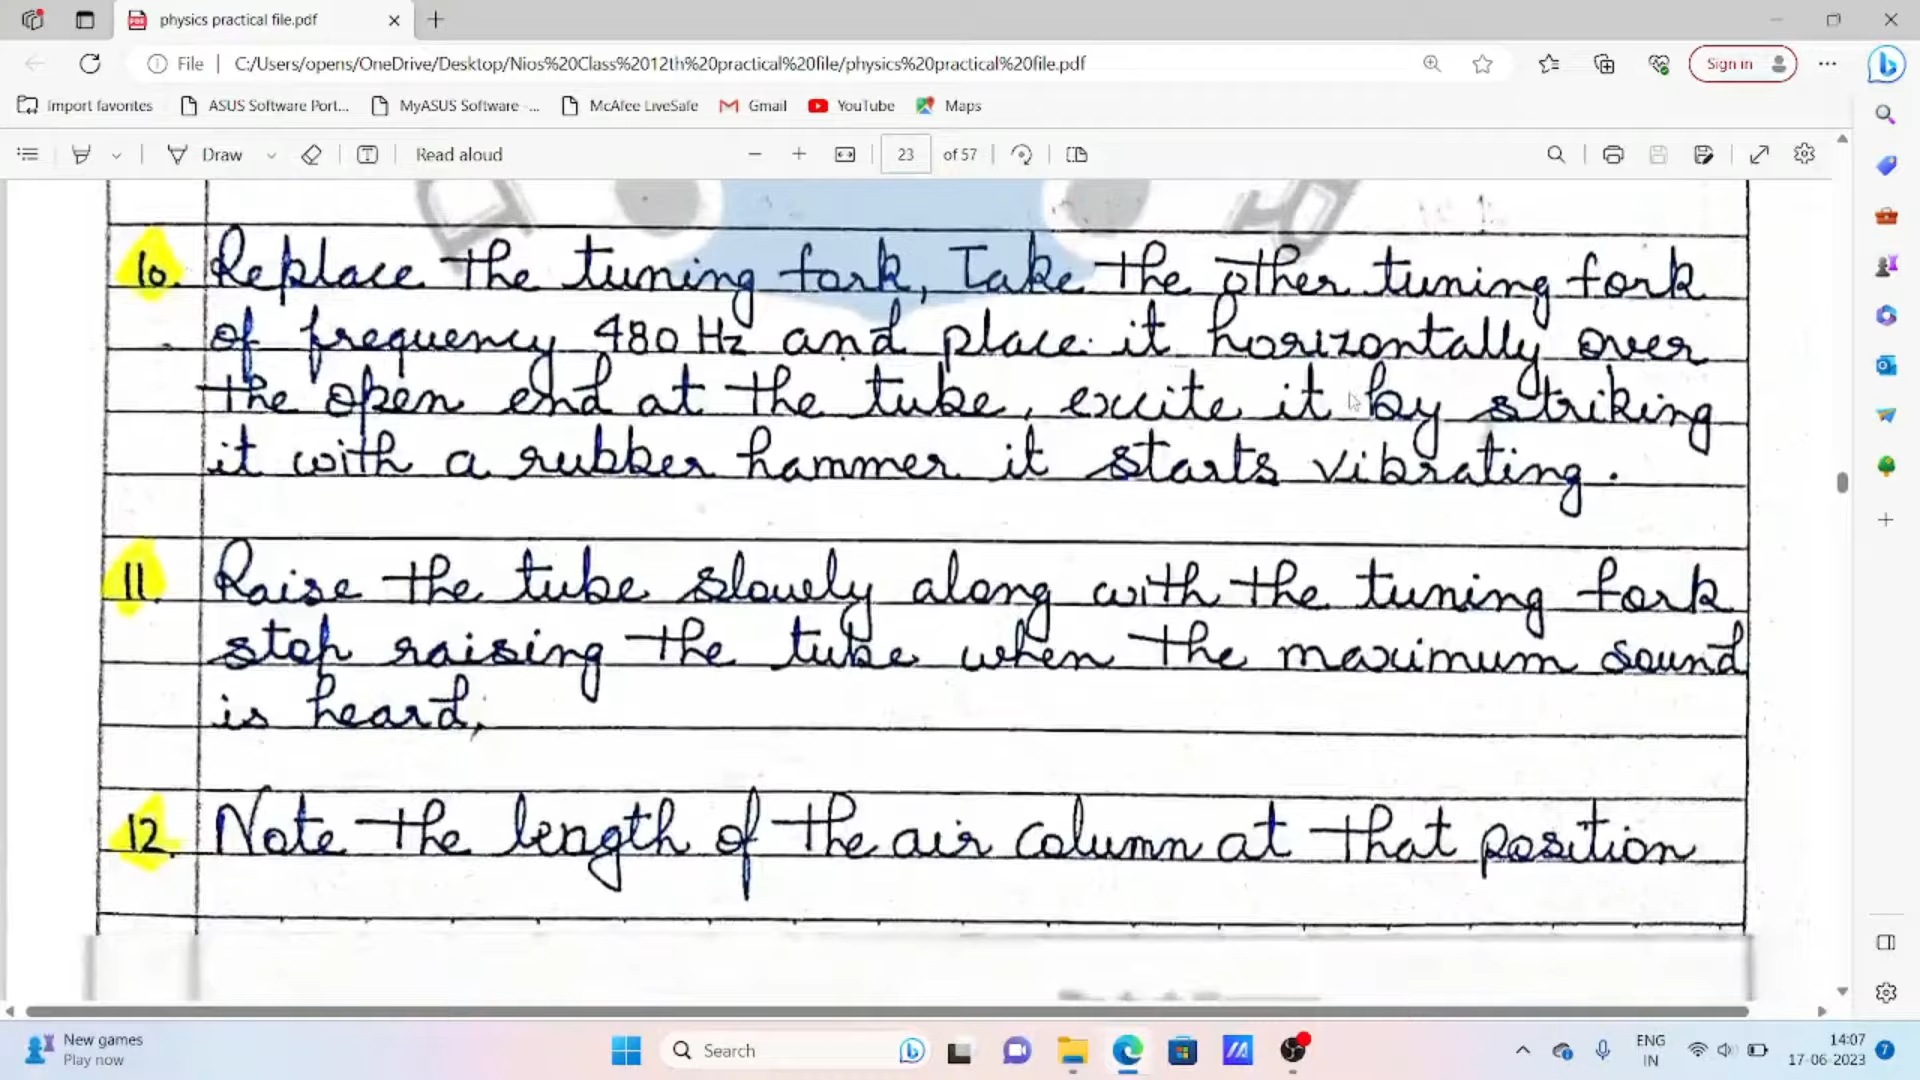 physics practical file.pdf
File
C:/Users/opens/OneDrive/Desktop/Nios%20Class%2012th%20practical%20file/physics%20practical%20file.pdf
Sign in
Import favorites
ASUS Software Port...
MyASUS Software -...
McAfee LiveSafe
Gmail
YouTube
Maps
Draw
Read aloud
23 of 57
10. Replace the tuning fork, Take the other tuning fork
of frequency 480 Hz and place it horizontally over
the open end at the tube, excite it by striking
it with a rubber hammer it starts vibrating.
11. Raise the tube slowely along with the tuning fork
stop raising the tube when the maximum sound
is heard,
12. Note the length of the air column at that position
New games
Play now
Search
ENG
IN
14:07
17-06-2023
7